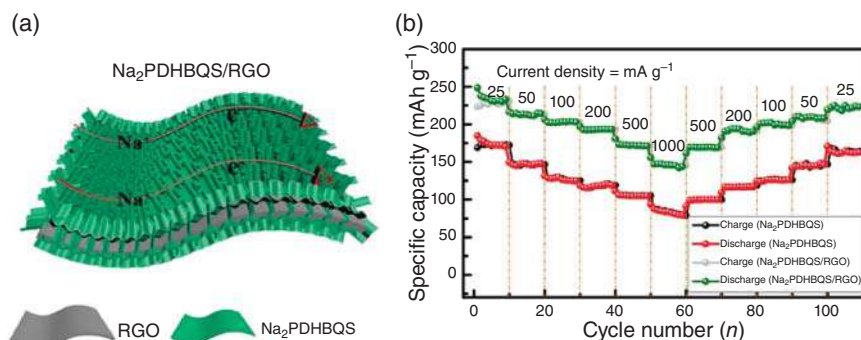 (a)
Na₂PDHBQS/RGO
Na
e⁻
Na
e⁻
RGO
Na₂PDHBQS
(b)
Specific capacity (mAh g⁻¹)
300
250
225
200
150
100
50
0
Current density = mA g⁻¹
25
50
100
200
500
1000
500
200
100
50
25
Charge (Na₂PDHBQS)
Discharge (Na₂PDHBQS)
Charge (Na₂PDHBQS/RGO)
Discharge (Na₂PDHBQS/RGO)
0
20
40
60
80
100
Cycle number (n)